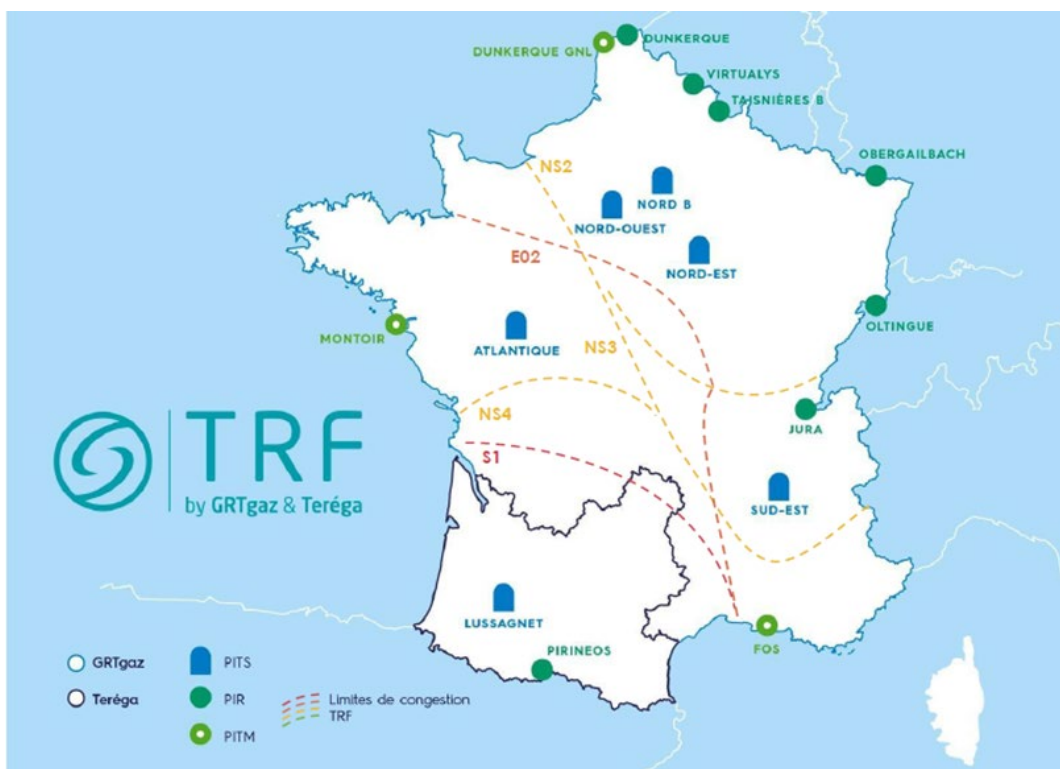 DUNKERQUE GNL
DUNKERQUE
VIRTUALYS
TAISNIÈRES B
OBERGAILBACH
NS2
NORD B
NORD-OUEST
NORD-EST
E02
OLTINGUE
MONTOIR
ATLANTIQUE
NS3
NS4
JURA
S1
TRF
by GRTgaz & Teréga
SUD-EST
LUSSAGNET
PIRINEOS
FOS
GRTgaz
Teréga
PITS
PIR
PITM
Limites de congestion
TRF